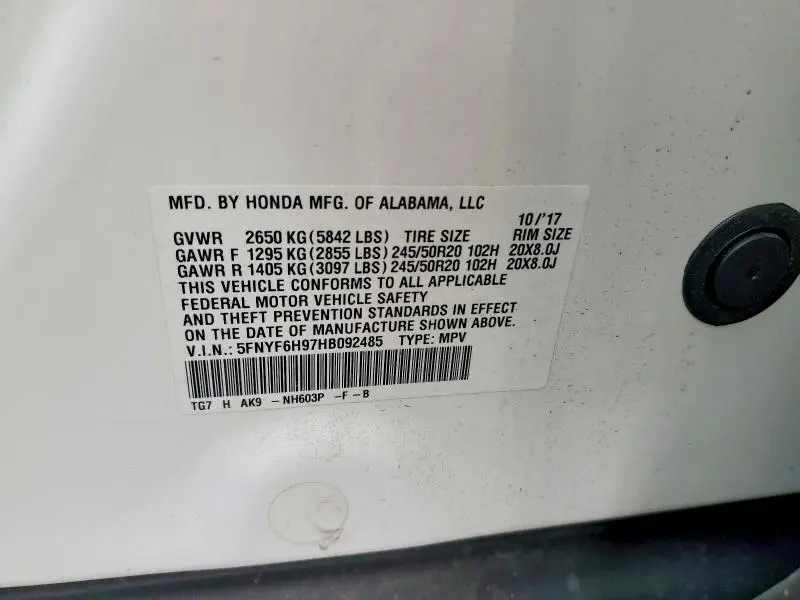 MFD. BY HONDA MFG. OF ALABAMA, LLC
10/'17
GVWR 2650 KG(5842 LBS) TIRE SIZE RIM SIZE
GAWR F 1295 KG(2855 LBS) 245/50R20 102H 20X8.0J
GAWR R 1405 KG(3097 LBS) 245/50R20 102H 20X8.0J
THIS VEHICLE CONFORMS TO ALL APPLICABLE
FEDERAL MOTOR VEHICLE SAFETY
AND THEFT PREVENTION STANDARDS IN EFFECT
ON THE DATE OF MANUFACTURE SHOWN ABOVE.
V.I.N.: 5FNYF6H97HB092485 TYPE: MPV
TG7 H AK9 -NH603P -F-B